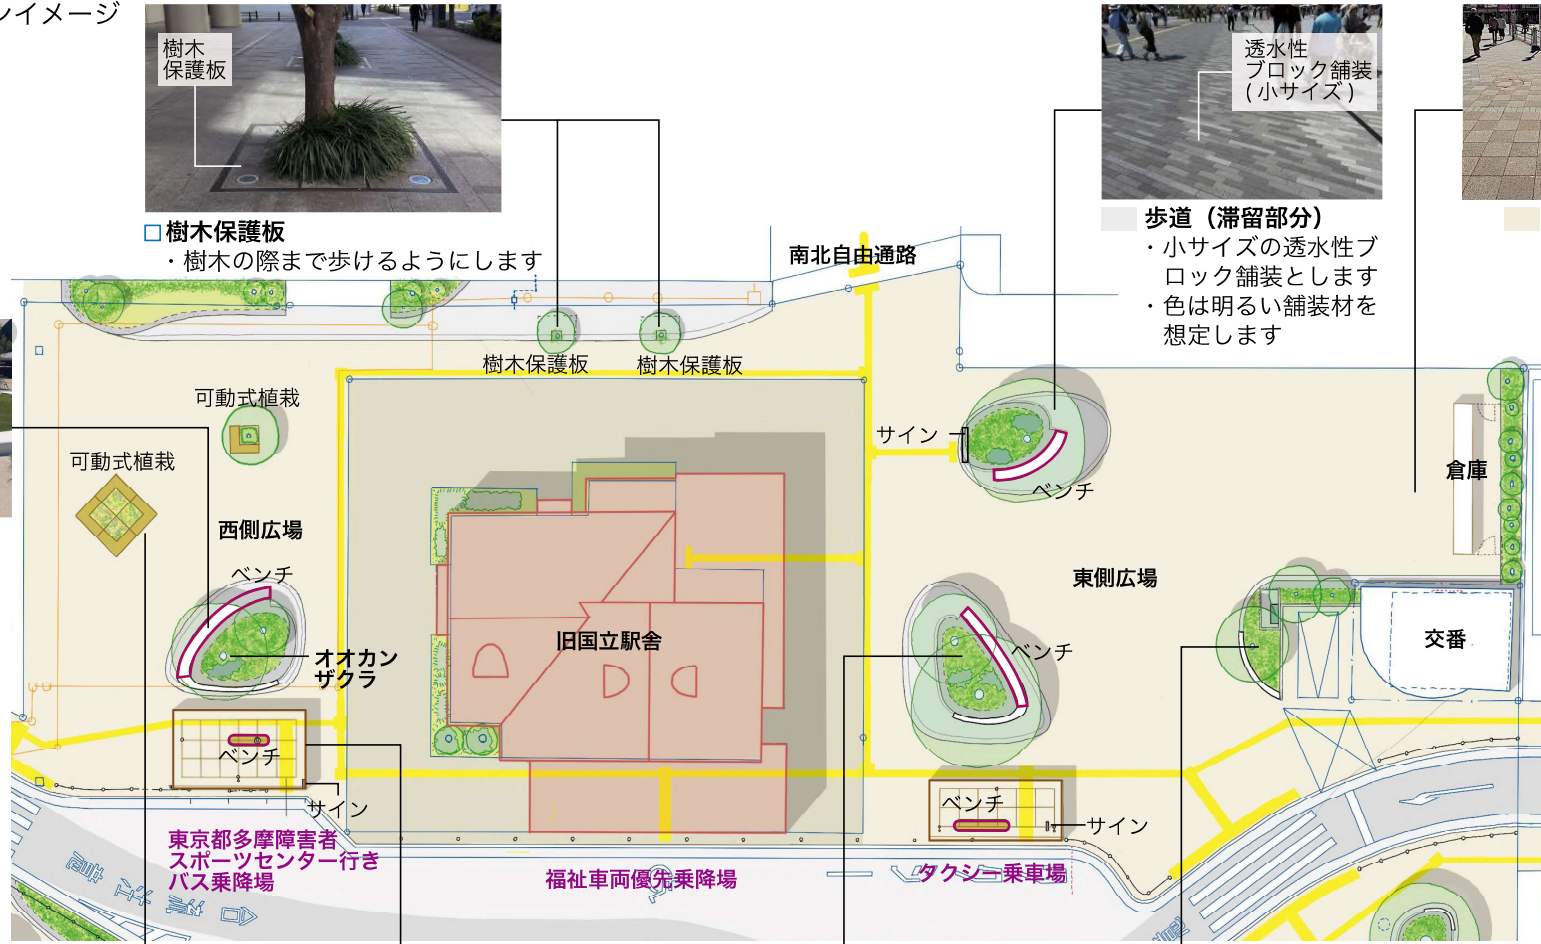 ンイメージ
樹木
保護板
樹木保護板
・樹木の際まで歩けるようにします
透水性
ブロック舗装
(小サイズ)
歩道（滞留部分）
・小サイズの透水性ブ
ロック舗装とします
・色は明るい舗装材を
想定します
南北自由通路
樹木保護板
樹木保護板
可動式植栽
可動式植栽
サイン
ベンチ
倉庫
西側広場
ベンチ
東側広場
オオカン
ザクラ
旧国立駅舎
ベンチ
交番
ベンチ
サイン
ベンチ
サイン
東京都多摩障害者
スポーツセンター行き
バス乗降場
福祉車両優先乗降場
タクシー乗車場